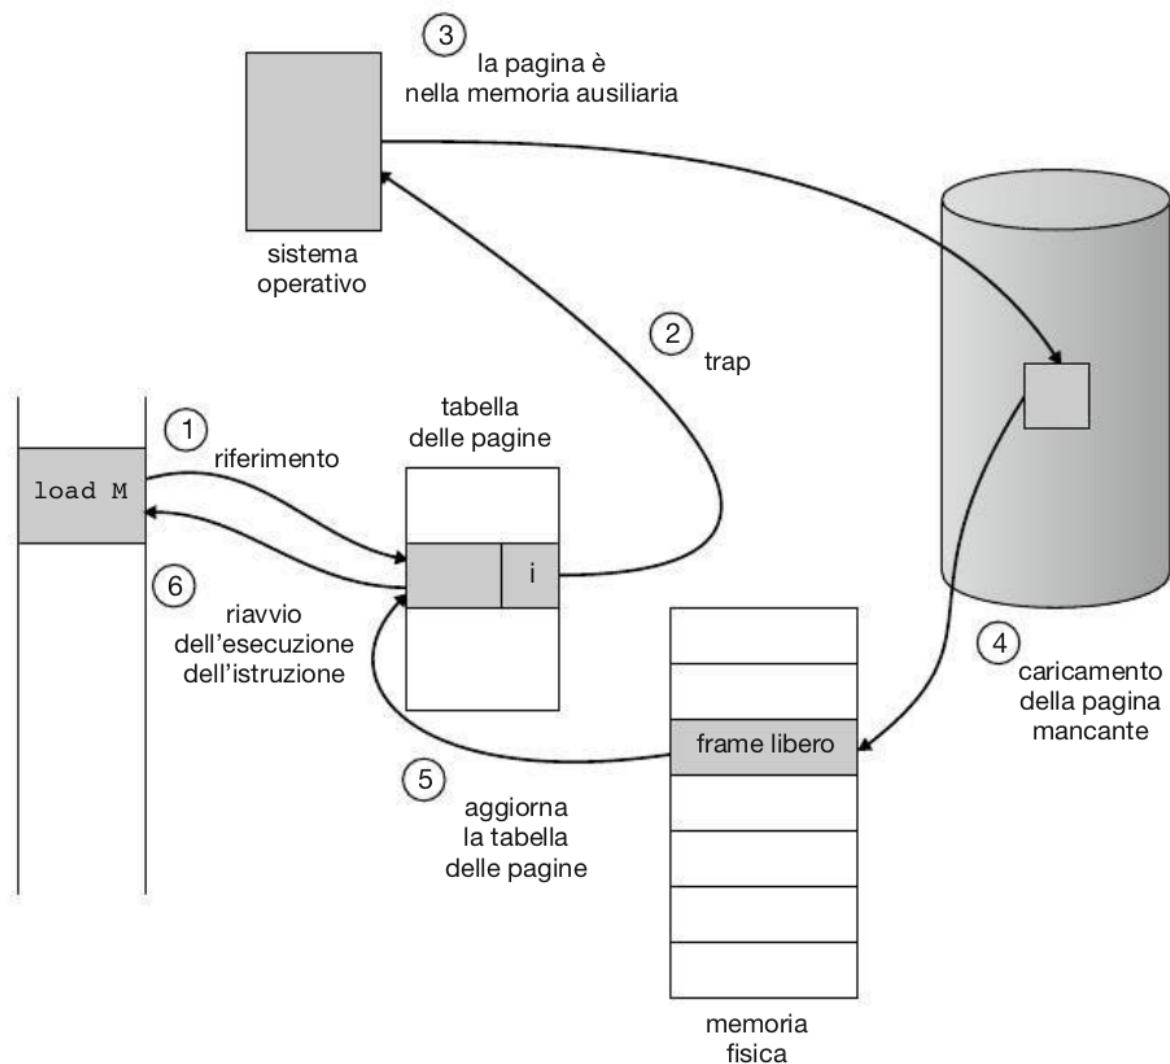 3
la pagina è
nella memoria ausiliaria
sistema
operativo
2
trap
tabella
delle pagine
1
riferimento
load M
i
6
riavvio
dell'esecuzione
dell'istruzione
4
caricamento
della pagina
mancante
frame libero
5
aggiorna
la tabella
delle pagine
memoria
fisica